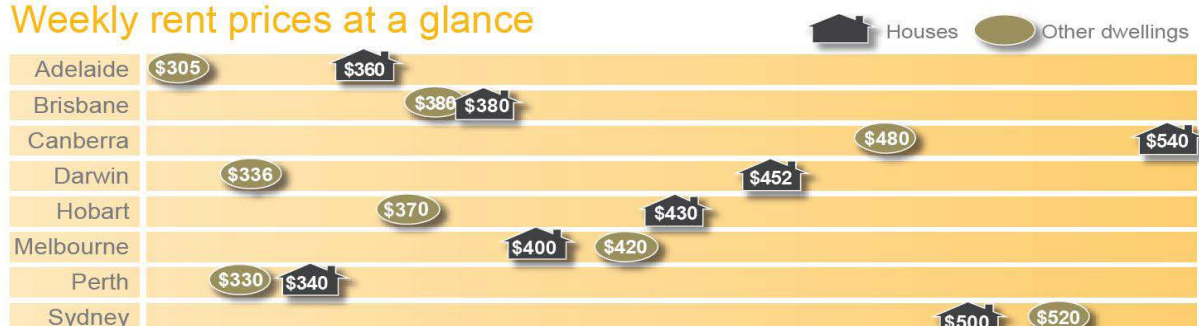 Weekly rent prices at a glance
Houses Other dwellings
Adelaide $305 $360
Brisbane $380
Canberra $480 $540
Darwin $336 $452
Hobart $370 $430
Melbourne $400 $420
Perth $330 $340
Sydney $500 $520